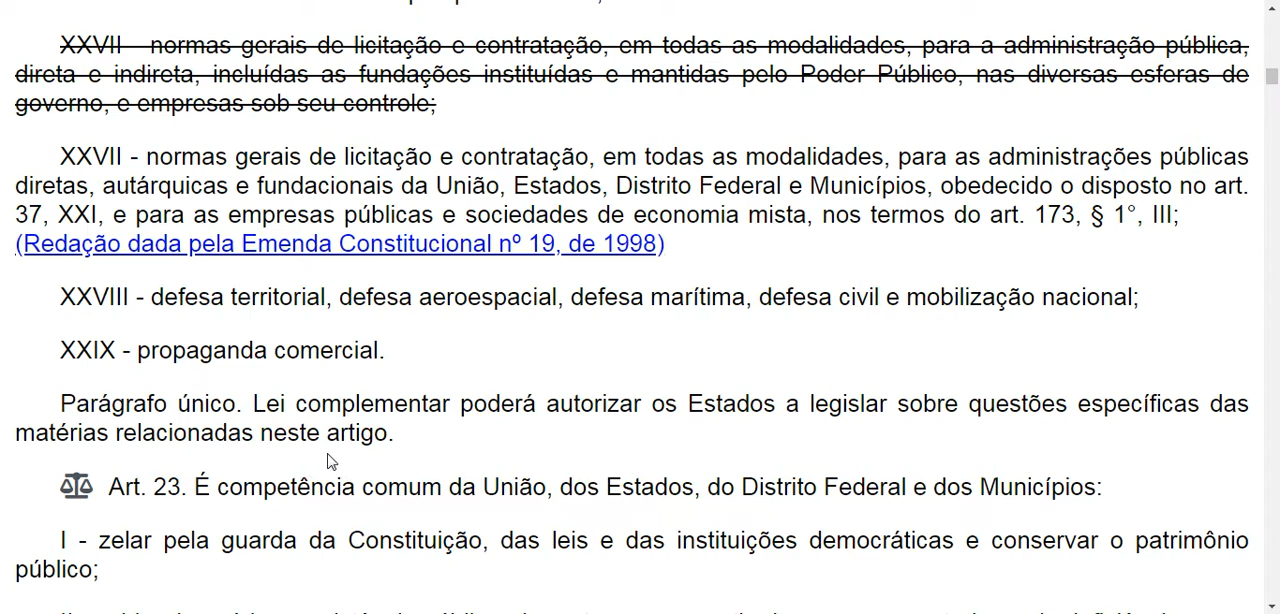 XXVII - normas gerais de licitação e contratação, em todas as modalidades, para a administração pública,
direta e indireta, incluídas as fundações instituídas e mantidas pelo Poder Público, nas diversas esferas de
governo, e empresas sob seu controle;
XXVII - normas gerais de licitação e contratação, em todas as modalidades, para as administrações públicas
diretas, autárquicas e fundacionais da União, Estados, Distrito Federal e Municípios, obedecido o disposto no art.
37, XXI, e para as empresas públicas e sociedades de economia mista, nos termos do art. 173, § 1°, III;
(Redação dada pela Emenda Constitucional nº 19, de 1998)
XXVIII - defesa territorial, defesa aeroespacial, defesa marítima, defesa civil e mobilização nacional;
XXIX - propaganda comercial.
Parágrafo único. Lei complementar poderá autorizar os Estados a legislar sobre questões específicas das
matérias relacionadas neste artigo.
Art. 23. É competência comum da União, dos Estados, do Distrito Federal e dos Municípios:
I - zelar pela guarda da Constituição, das leis e das instituições democráticas e conservar o patrimônio
público;